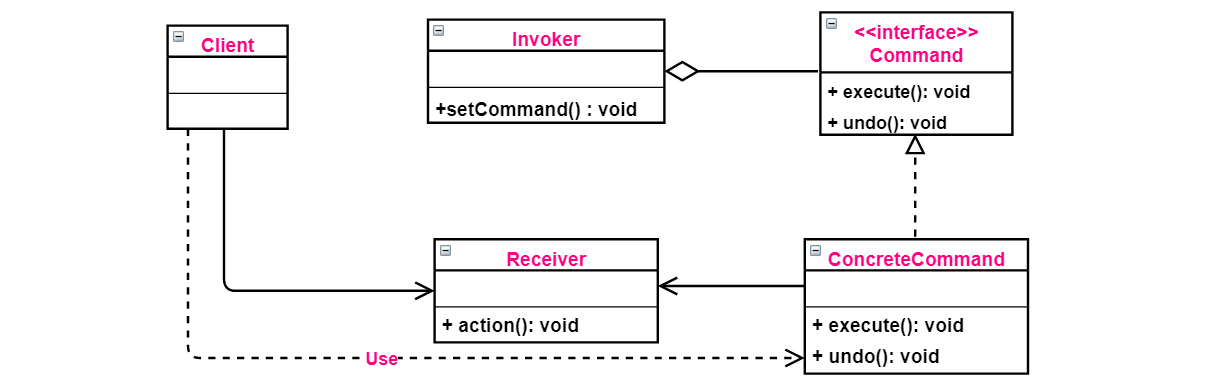 Client
Invoker
+setCommand() : void
<<interface>>
Command
+ execute(): void
+ undo(): void
Receiver
+ action(): void
ConcreteCommand
+ execute(): void
+ undo(): void
Use